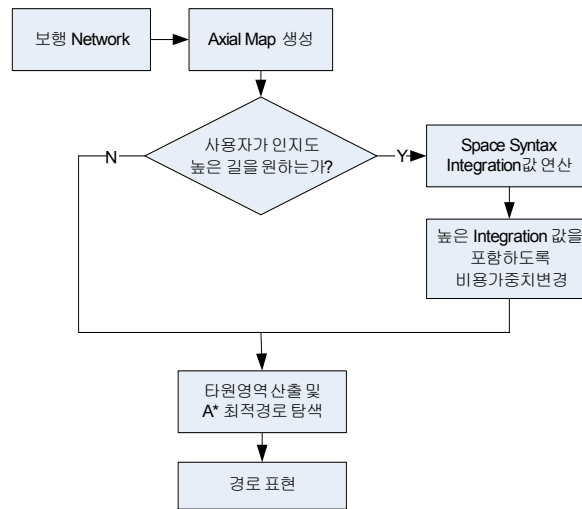 보행 Network
Axial Map 생성
사용자가 인지도
높은 길을 원하는가?
N
Y
Space Syntax
Integration값 연산
높은 Integration 값을
포함하도록
비용가중치변경
타원영역 산출 및
A* 최적경로 탐색
경로 표현